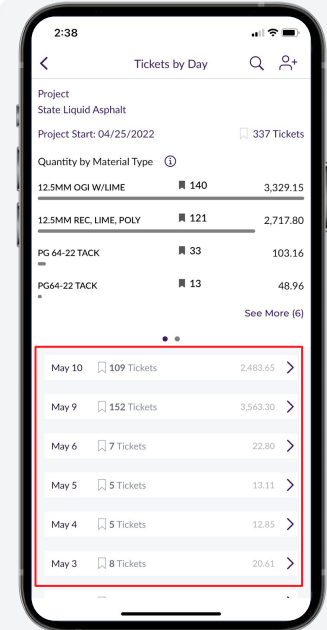 2:38
Tickets by Day
Project
State Liquid Asphalt
Project Start: 04/25/2022 337 Tickets
Quantity by Material Type
12.5MM OGI W/LIME 140 3,329.15
12.5MM REC, LIME, POLY 121 2,717.80
PG 64-22 TACK 33 103.16
PG64-22 TACK 13 48.96
See More (6)
May 10 109 Tickets 2,483.65
May 9 152 Tickets 3,563.30
May 6 7 Tickets 22.80
May 5 5 Tickets 13.11
May 4 5 Tickets 12.85
May 3 8 Tickets 20.61